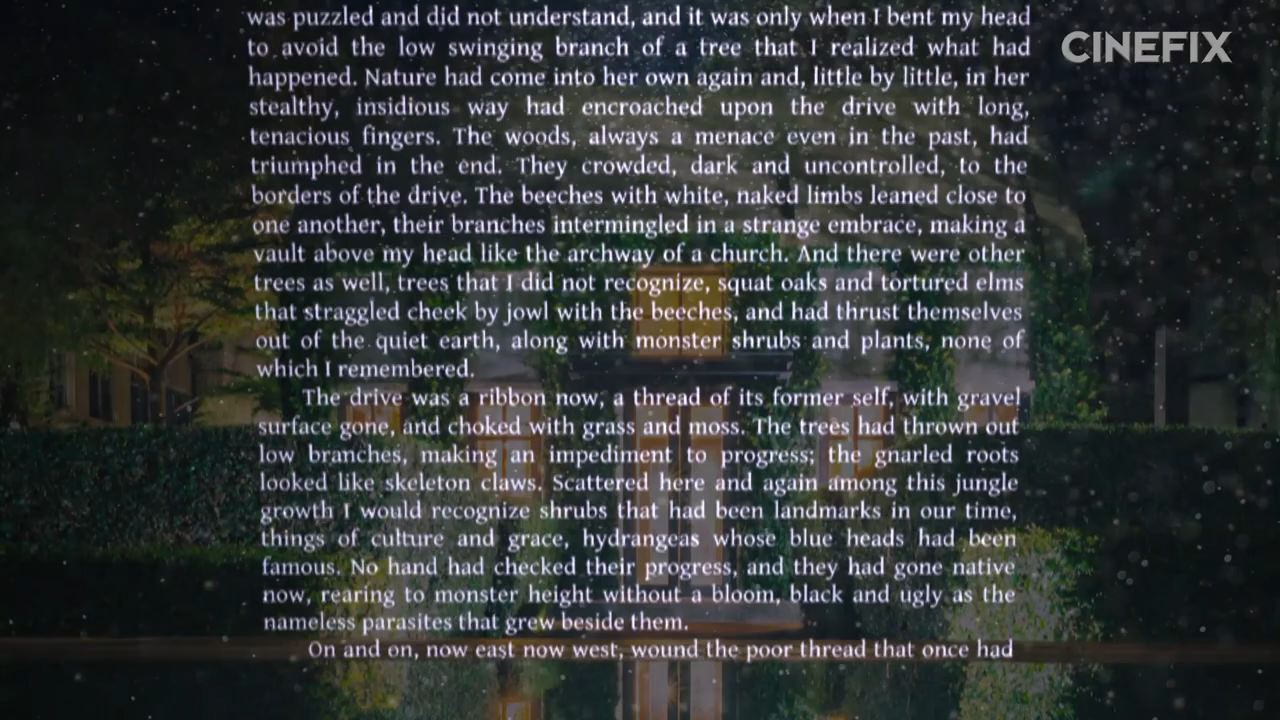 was puzzled and did not understand, and it was only when I bent my head
CINEFIX
to avoid the low swinging branch of a tree that I realized what had
happened. Nature had come into her own again and, little by little, in her
stealthy, insidious way had encroached upon the drive with long,
tenacious fingers. The woods, always a menace even in the past, had
triumphed in the end. They crowded, dark and uncontrolled, to the
borders of the drive. The beeches with white, naked limbs leaned close to
one another, their branches intermingled in a strange embrace, making a
vault above my head like the archway of a church. And there were other
trees as well, trees that I did not recognize, squat oaks and tortured elms
that straggled cheek by jowl with the beeches, and had thrust themselves
out of the quiet earth, along with monster shrubs and plants, none of
which I remembered.
The drive was a ribbon now, a thread of its former self, with gravel
surface gone, and choked with grass and moss. The trees had thrown out
low branches, making an impediment to progress; the gnarled roots
looked like skeleton claws. Scattered here and again among this jungle
growth I would recognize shrubs that had been landmarks in our time,
things of culture and grace, hydrangeas whose blue heads had been
famous. No hand had checked their progress, and they had gone native
now, rearing to monster height without a bloom, black and ugly as the
nameless parasites that grew beside them.
On and on, now east now west, wound the poor thread that once had